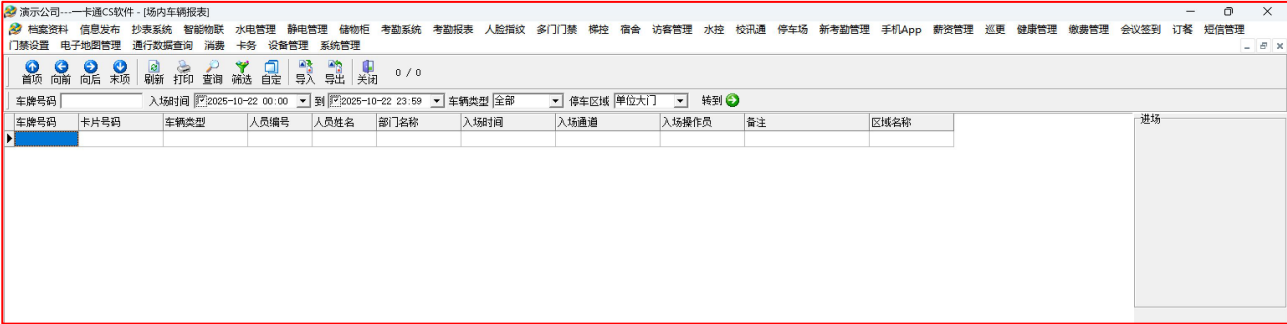 演示公司---一卡通CS软件 - [场内车辆报表]
档案资料 信息发布 抄表系统 智能物联 水电管理 静电管理 储物柜 考勤系统 考勤报表 人脸指纹 多门门禁 梯控 宿舍 访客管理 水控 校讯通 停车场 新考勤管理 手机App 薪资管理 巡更 健康管理 缴费管理 会议签到 订餐 短信管理
门禁设置 电子地图管理 通行数据查询 消费 卡务 设备管理 系统管理
首项 向前 向后 末项 刷新 打印 查询 筛选 自定 导入 导出 关闭 0 / 0
车牌号码 入场时间 2025-10-22 00:00 到 2025-10-22 23:59 车辆类型 全部 停车区域 单位大门 转到
车牌号码 卡片号码 车辆类型 人员编号 人员姓名 部门名称 入场时间 入场通道 入场操作员 备注 区域名称 进场